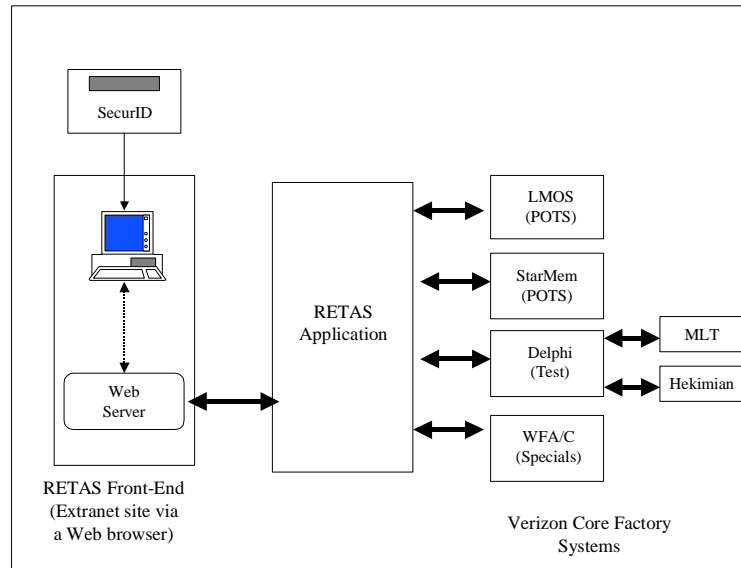 SecurID
Web
Server
RETAS Front-End
(Extranet site via
a Web browser)
RETAS
Application
LMOS
(POTS)
StarMem
(POTS)
Delphi
(Test)
WFA/C
(Specials)
MLT
Hekimian
Verizon Core Factory
Systems